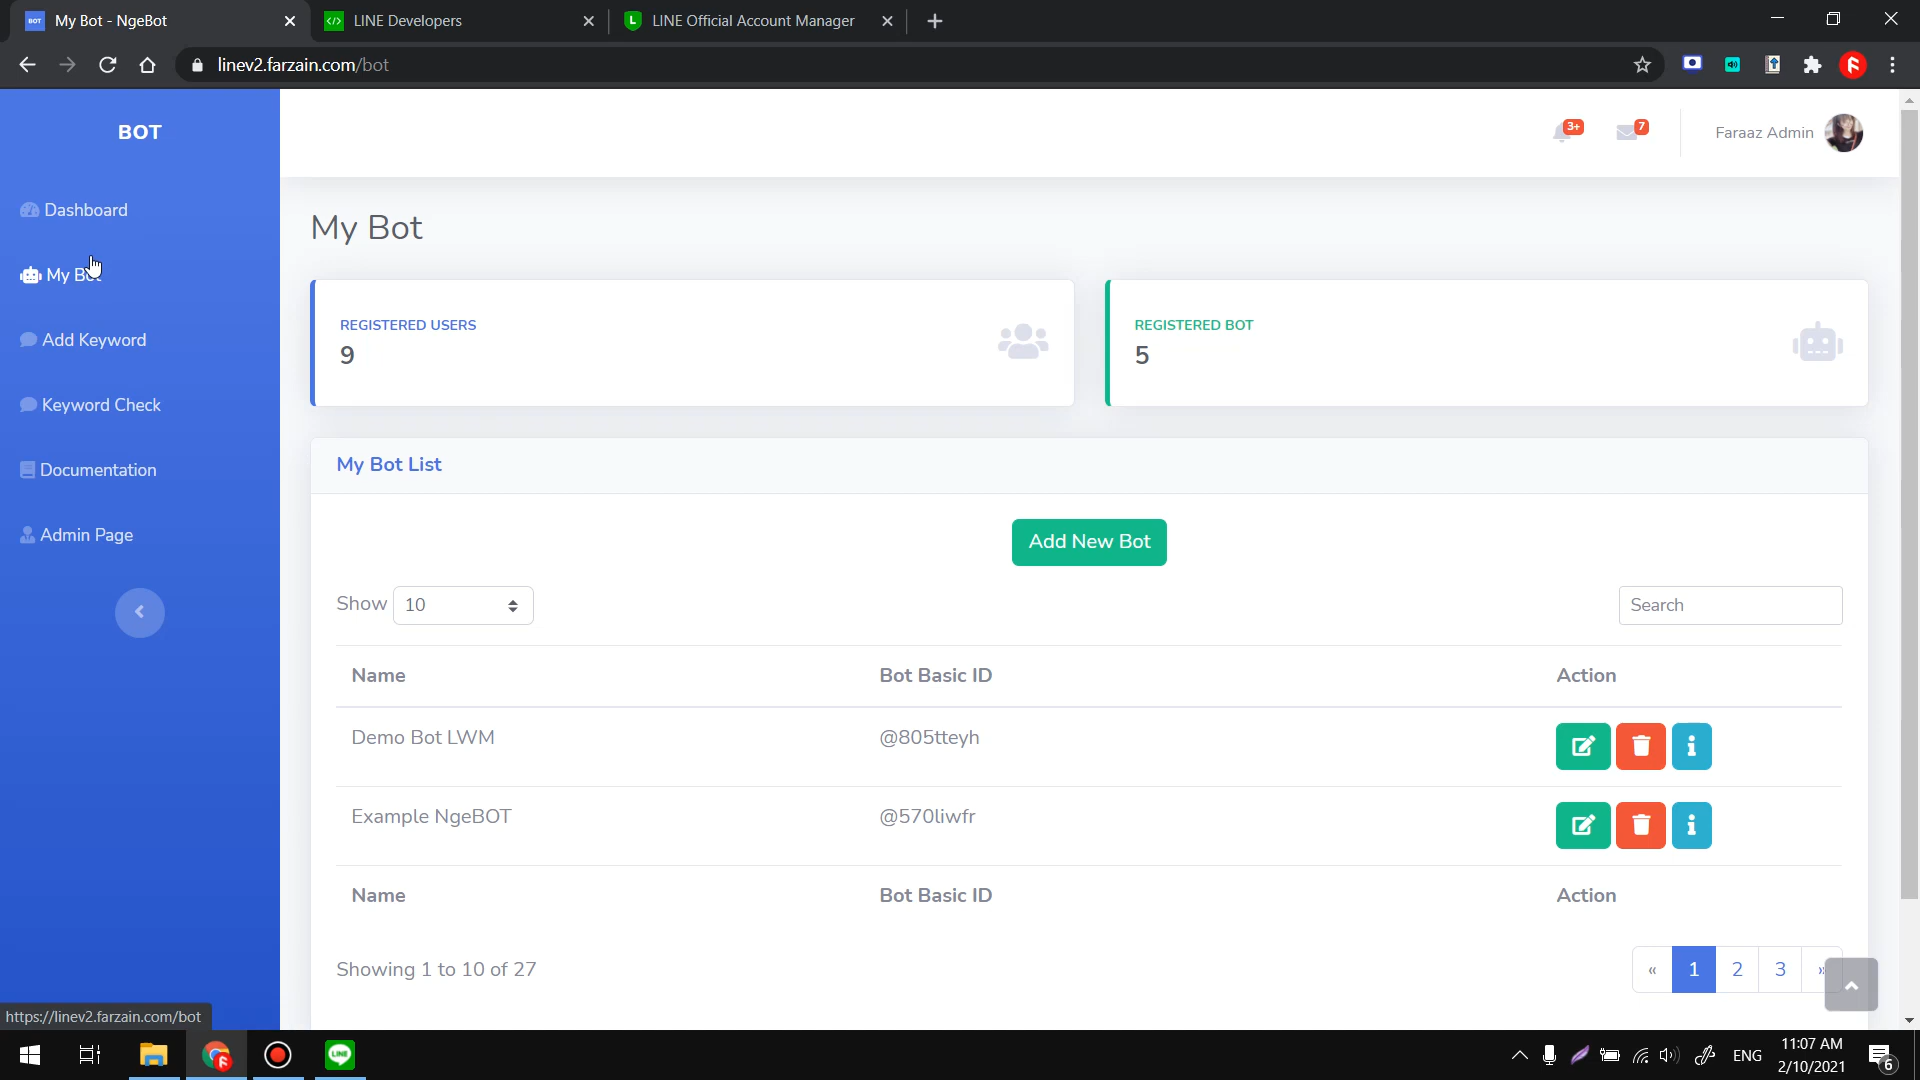 BOT My Bot - NgeBot
LINE Developers
LINE Official Account Manager
linev2.farzain.com/bot
BOT
Dashboard
My Bot
Add Keyword
Keyword Check
Documentation
Admin Page
3+
7
Faraaz Admin
My Bot
REGISTERED USERS
9
REGISTERED BOT
5
My Bot List
Add New Bot
Show 10
Search
Name Bot Basic ID Action
Demo Bot LWM @805tteyh
Example NgeBOT @570liwfr
Name Bot Basic ID Action
Showing 1 to 10 of 27
« 1 2 3 »
https://linev2.farzain.com/bot
LINE
ENG
11:07 AM
2/10/2021
6